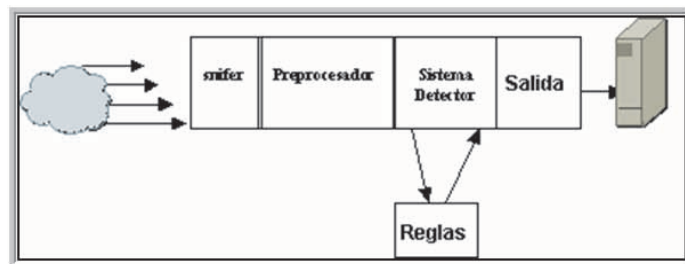 snifer
Preprocesador
Sistema
Detector
Salida
Reglas